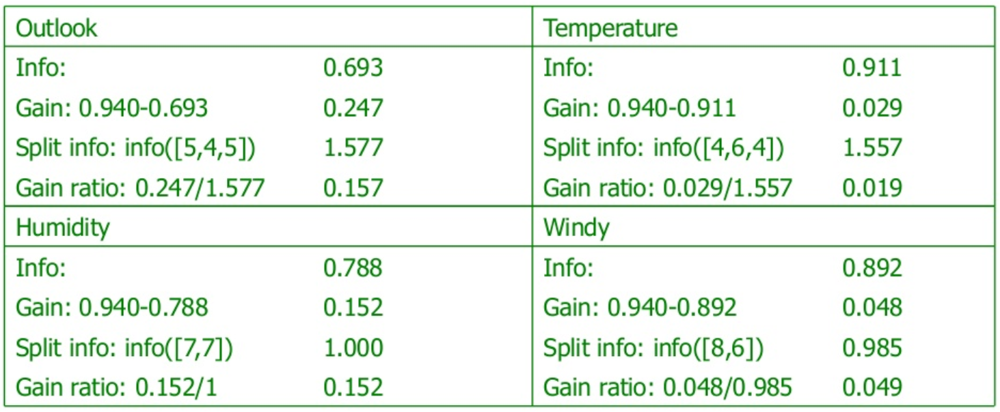 Outlook
Info: 0.693
Gain: 0.940-0.693 0.247
Split info: info([5,4,5]) 1.577
Gain ratio: 0.247/1.577 0.157
Temperature
Info: 0.911
Gain: 0.940-0.911 0.029
Split info: info([4,6,4]) 1.557
Gain ratio: 0.029/1.557 0.019
Humidity
Info: 0.788
Gain: 0.940-0.788 0.152
Split info: info([7,7]) 1.000
Gain ratio: 0.152/1 0.152
Windy
Info: 0.892
Gain: 0.940-0.892 0.048
Split info: info([8,6]) 0.985
Gain ratio: 0.048/0.985 0.049